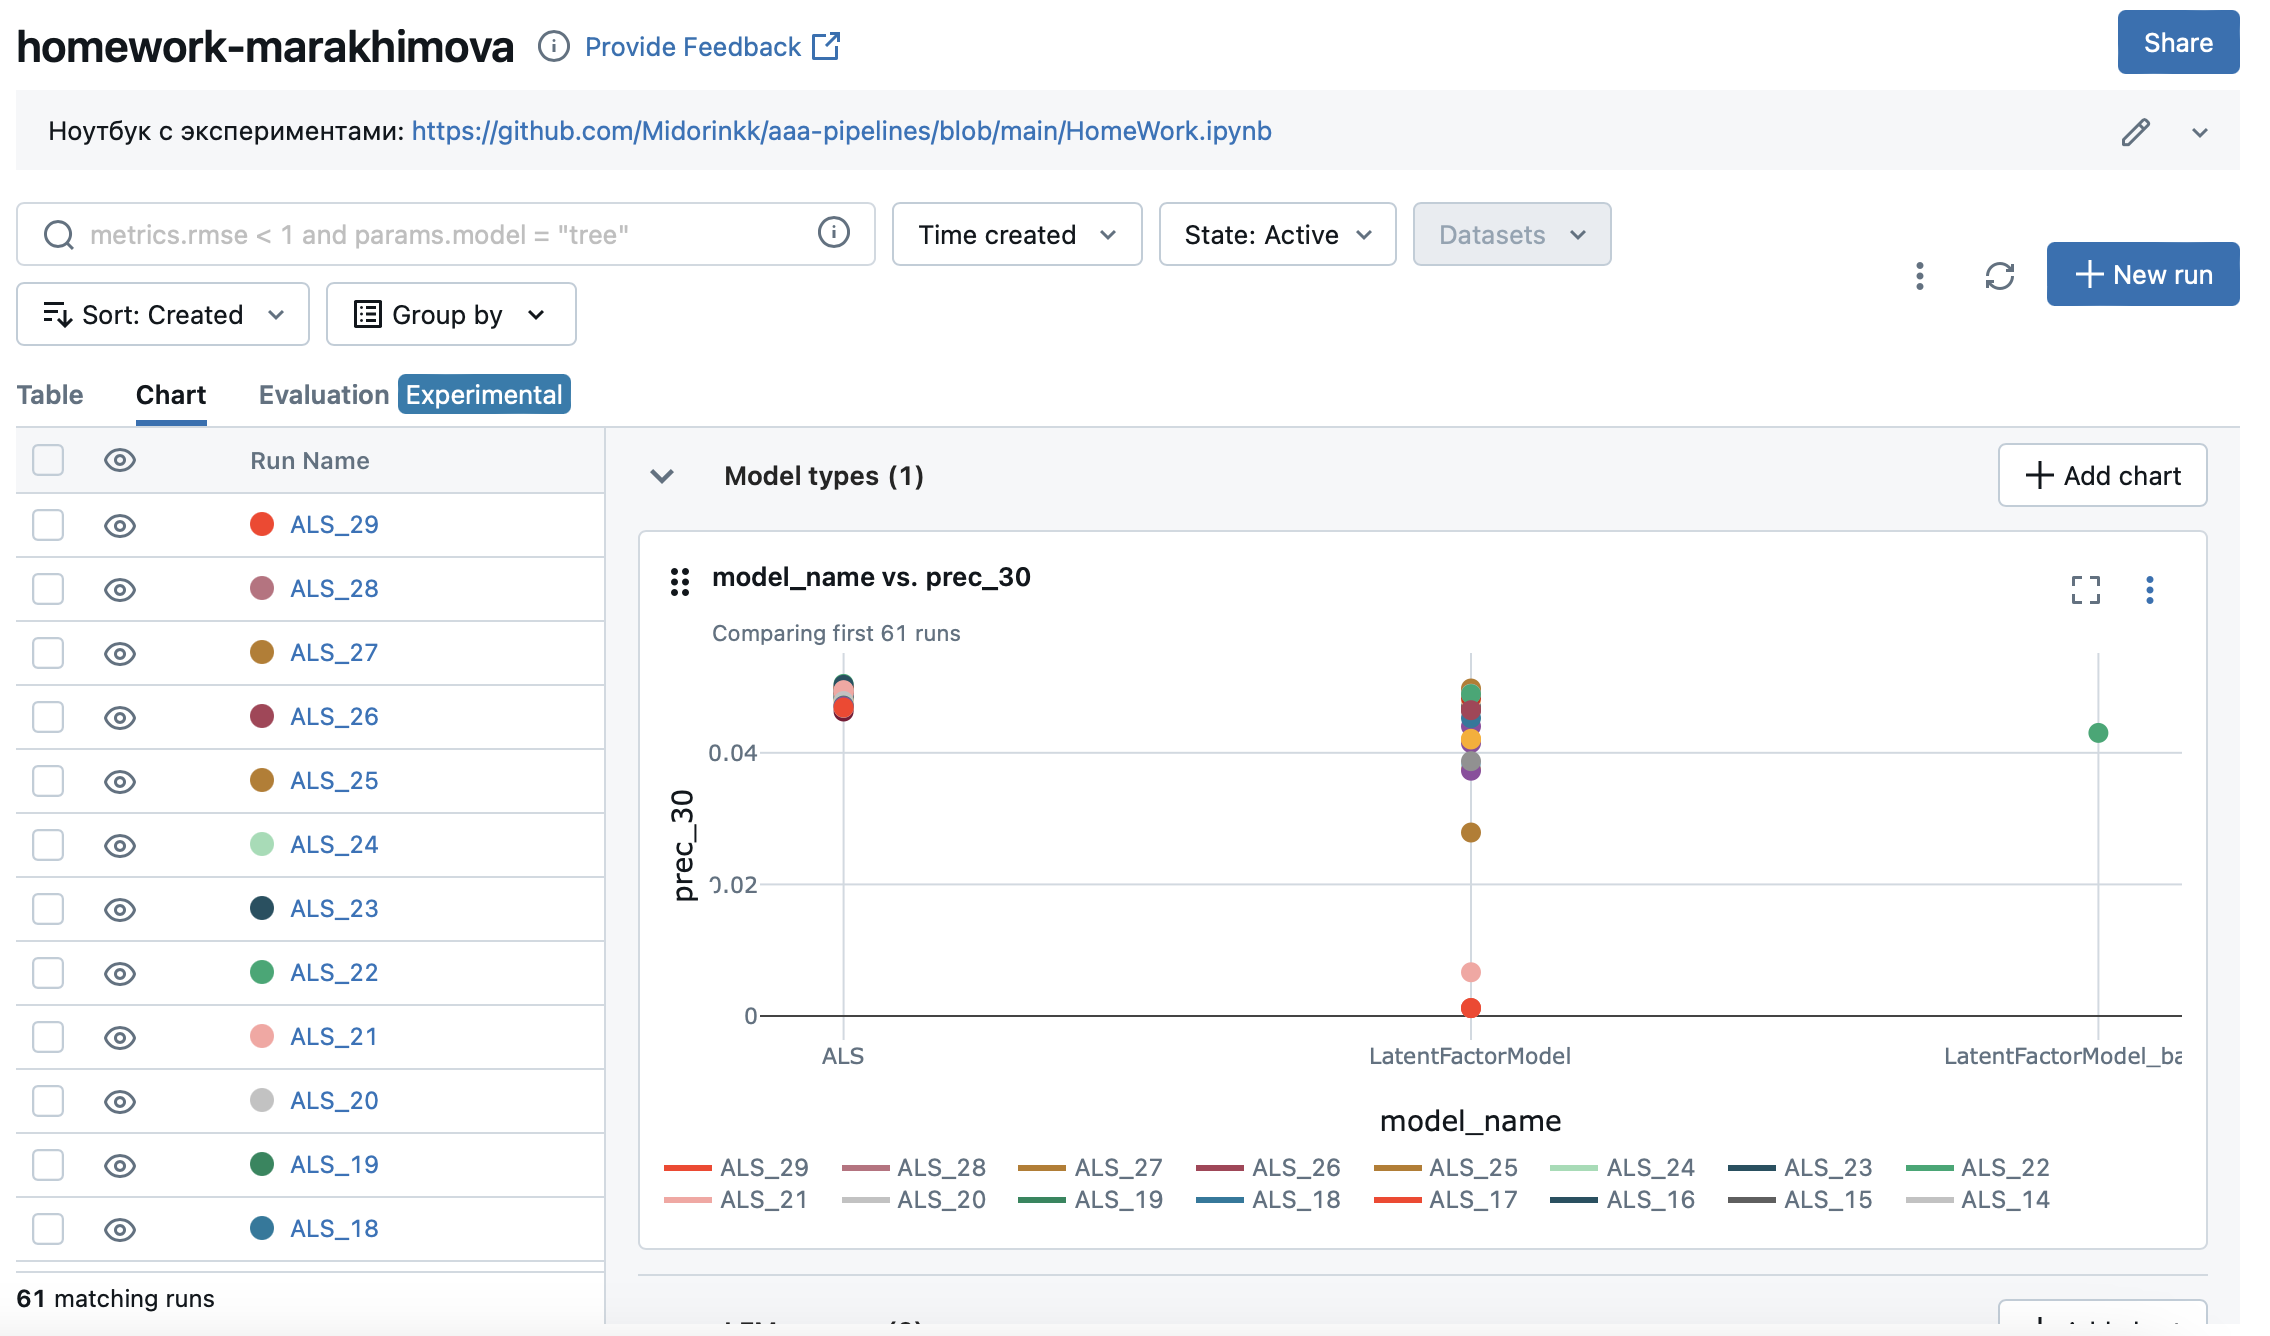 homework-marakhimova Provide Feedback Share
Ноутбук с экспериментами: https://github.com/Midorinkk/aaa-pipelines/blob/main/HomeWork.ipynb
metrics.rmse < 1 and params.model = "tree" Time created State: Active Datasets
Sort: Created Group by New run
Table Chart Evaluation Experimental
Run Name
ALS_29
ALS_28
ALS_27
ALS_26
ALS_25
ALS_24
ALS_23
ALS_22
ALS_21
ALS_20
ALS_19
ALS_18
61 matching runs
Model types (1) Add chart
model_name vs. prec_30
Comparing first 61 runs
prec_30
0.04
0.02
0
ALS LatentFactorModel LatentFactorModel_ba
model_name
ALS_29 ALS_28 ALS_27 ALS_26 ALS_25 ALS_24 ALS_23 ALS_22
ALS_21 ALS_20 ALS_19 ALS_18 ALS_17 ALS_16 ALS_15 ALS_14